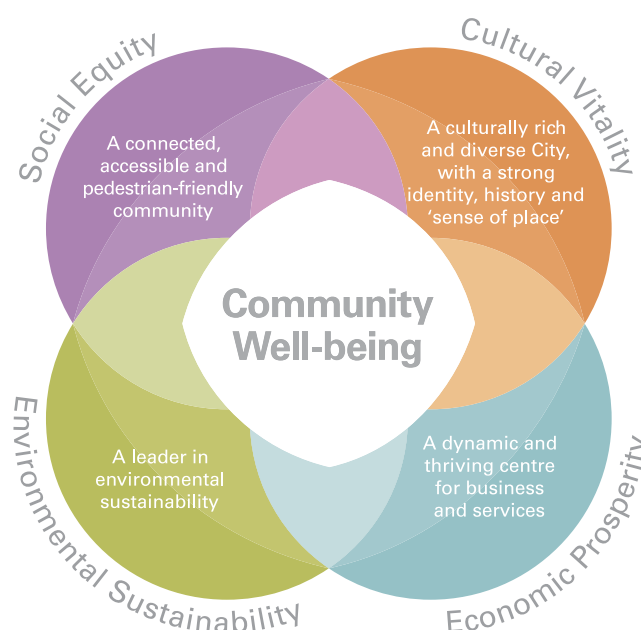 Social Equity
Cultural Vitality
A connected,
accessible and
pedestrian-friendly
community
A culturally rich
and diverse City,
with a strong
identity, history and
‘sense of place’
Community
Well-being
A leader in
environmental
sustainability
A dynamic and
thriving centre
for business
and services
Environmental Sustainability
Economic Prosperity